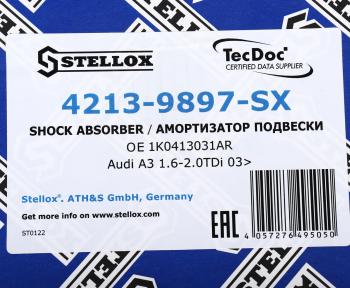 STELLOX
TecDoc
CERTIFIED DATA SUPPLIER
4213-9897-SX
SHOCK ABSORBER / АМОРТИЗАТОР ПОДВЕСКИ
OE 1K0413031AR
Audi A3 1.6-2.0TDi 03>
Stellox®. ATH&S GmbH, Germany
Get more info on www.stellox.com
ST0122
EAC
4 057276 495050 >